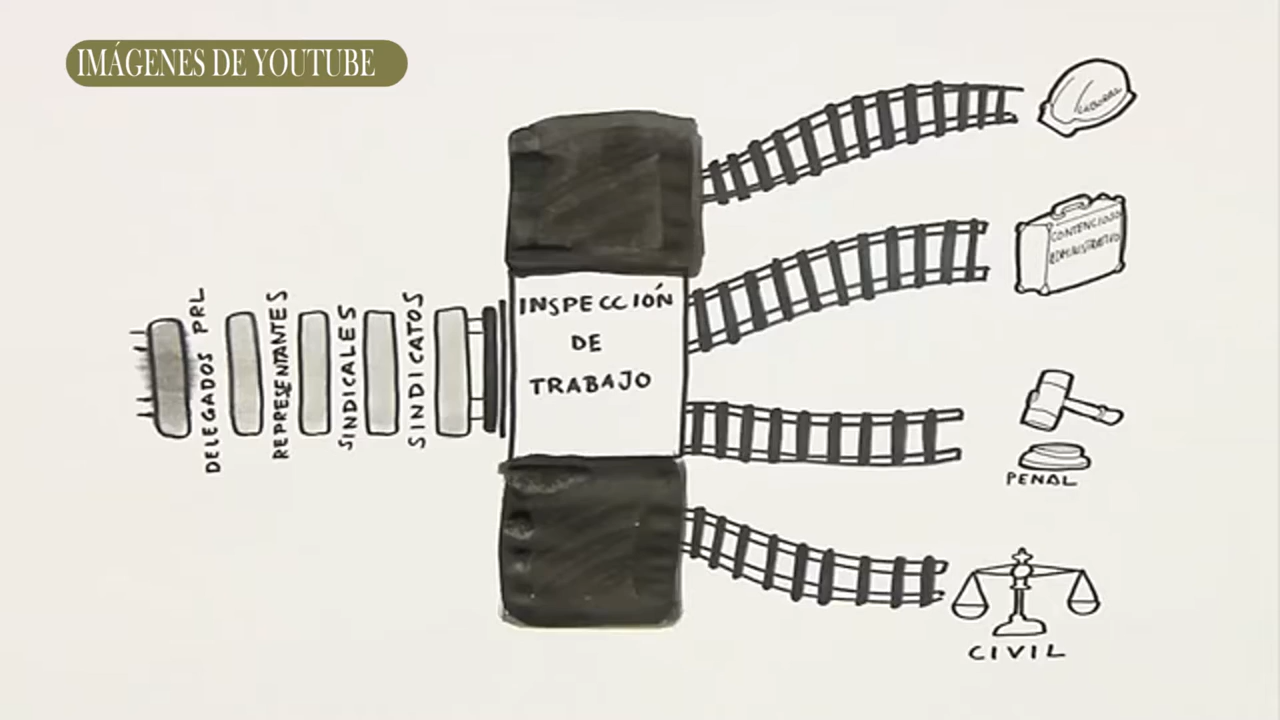 IMÁGENES DE YOUTUBE
LABORAL
CONTENCIOSO
ADMINISTRATIVO
INSPECCIÓN
DE
TRABAJO
DELEGADOS PRL
REPRESENTANTES
SINDICALES
SINDICATOS
PENAL
CIVIL